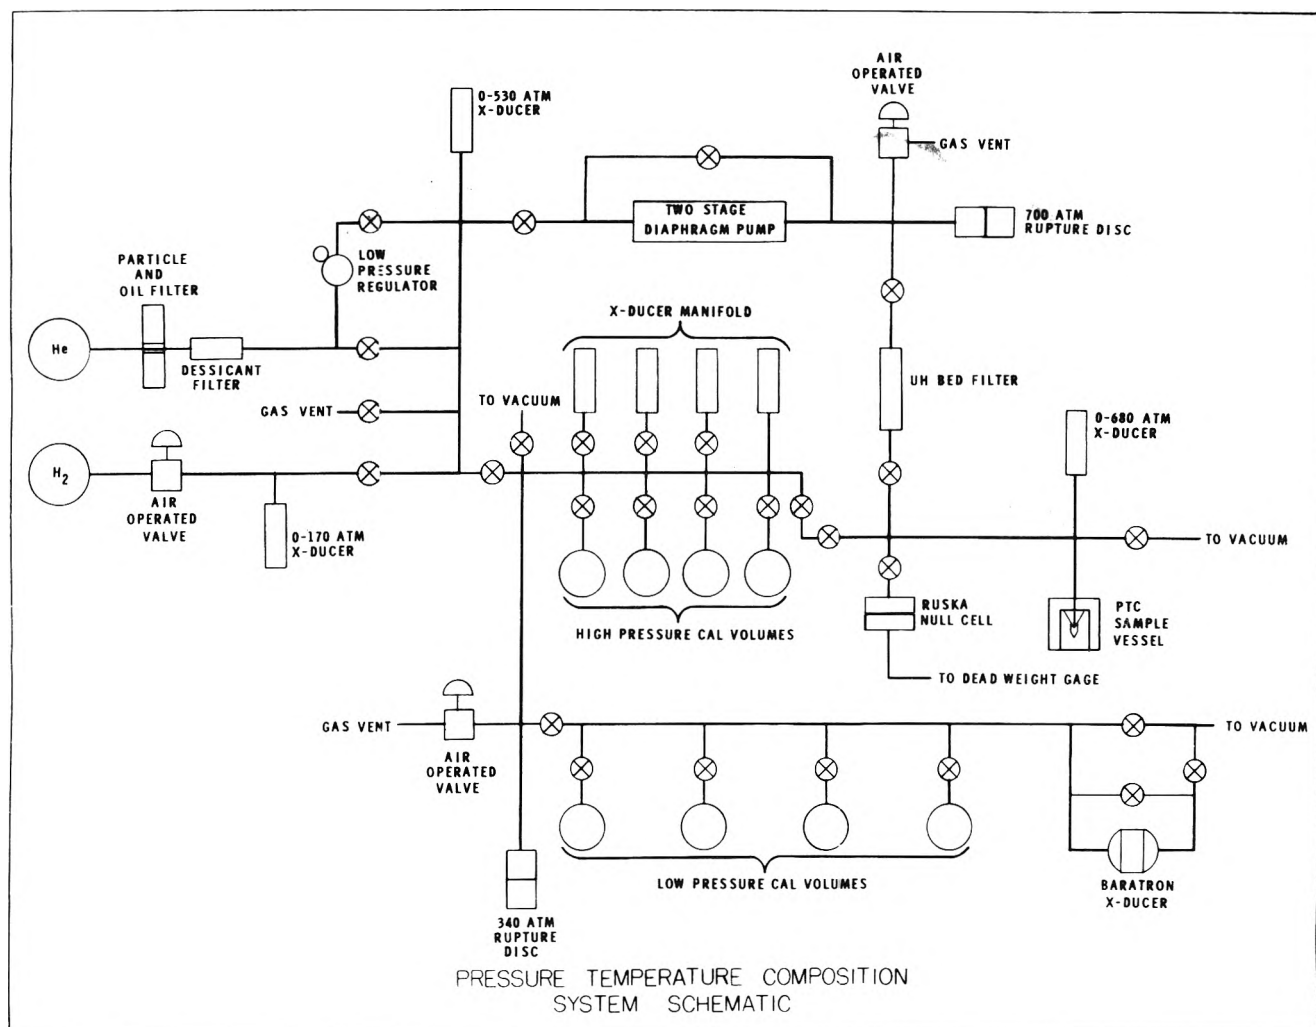 AIR
OPERATED
VALVE
0-530 ATM
X-DUCER
GAS VENT
TWO STAGE
DIAPHRAGM PUMP
700 ATM
RUPTURE DISC
PARTICLE
AND
OIL FILTER
LOW
PRESSURE
REGULATOR
X-DUCER MANIFOLD
He
DESSICANT
FILTER
UH BED FILTER
GAS VENT
TO VACUUM
0-680 ATM
X-DUCER
H2
AIR
OPERATED
VALVE
0-170 ATM
X-DUCER
TO VACUUM
HIGH PRESSURE CAL VOLUMES
RUSKA
NULL CELL
PTC
SAMPLE
VESSEL
TO DEAD WEIGHT GAGE
GAS VENT
AIR
OPERATED
VALVE
TO VACUUM
LOW PRESSURE CAL VOLUMES
BARATRON
X-DUCER
340 ATM
RUPTURE
DISC
PRESSURE TEMPERATURE COMPOSITION
SYSTEM SCHEMATIC